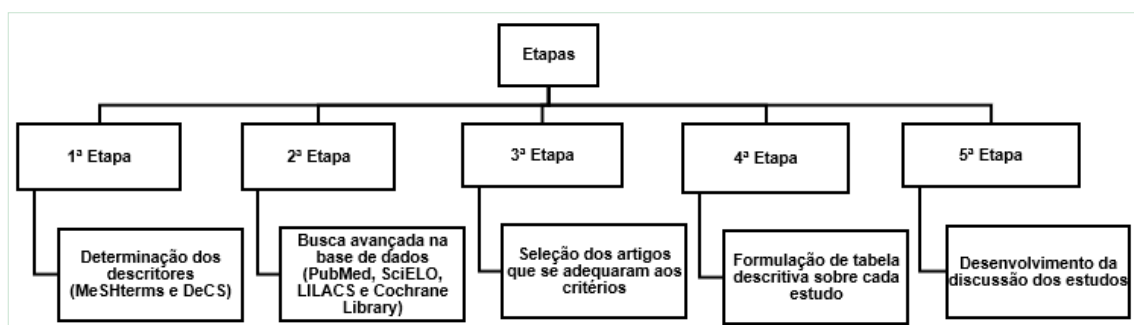 Etapas
1ª Etapa
2ª Etapa
3ª Etapa
4ª Etapa
5ª Etapa
Determinação dos
descritores
(MeSHterms e DeCS)
Busca avançada na
base de dados
(PubMed, SciELO,
LILACS e Cochrane
Library)
Seleção dos artigos
que se adequaram aos
critérios
Formulação de tabela
descritiva sobre cada
estudo
Desenvolvimento da
discussão dos estudos